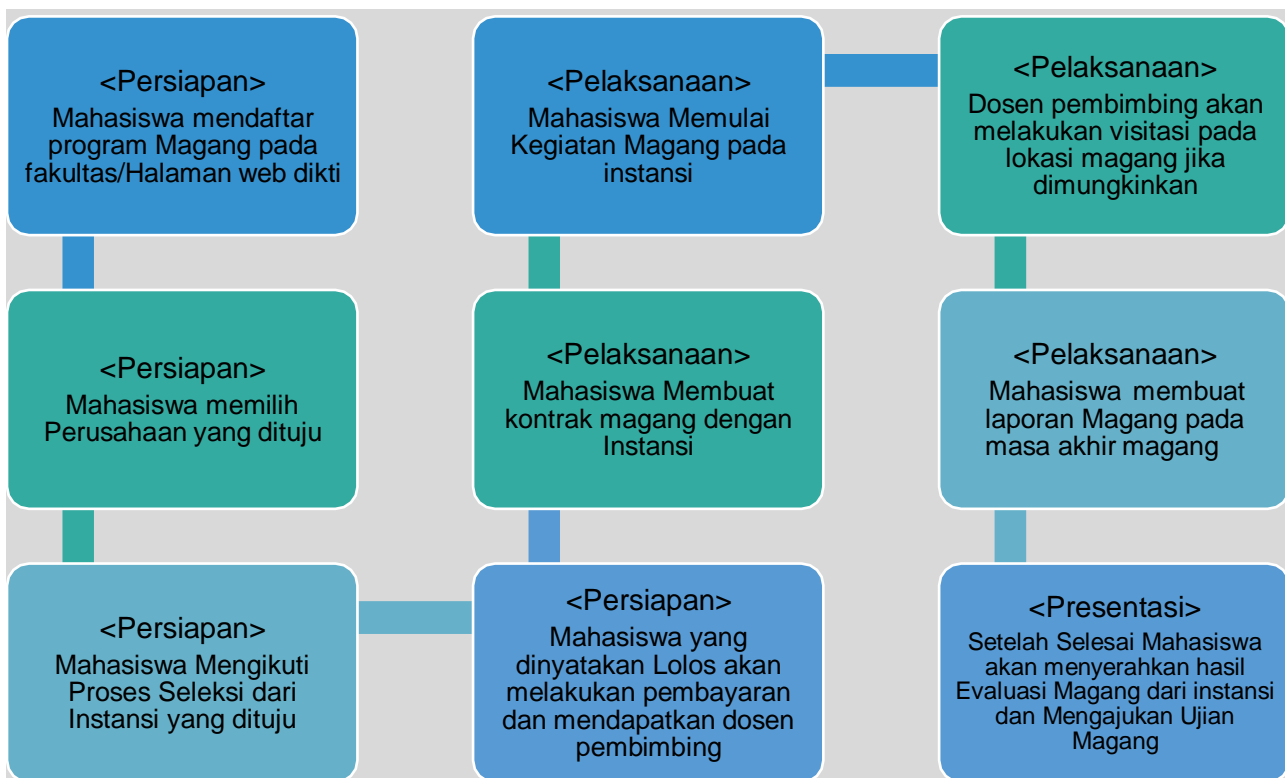 <Persiapan>
Mahasiswa mendaftar
program Magang pada
fakultas/Halaman web dikti
<Persiapan>
Mahasiswa memilih
Perusahaan yang dituju
<Persiapan>
Mahasiswa Mengikuti
Proses Seleksi dari
Instansi yang dituju
<Persiapan>
Mahasiswa yang
dinyatakan Lolos akan
melakukan pembayaran
dan mendapatkan dosen
pembimbing
<Pelaksanaan>
Mahasiswa Membuat
kontrak magang dengan
Instansi
<Pelaksanaan>
Mahasiswa Memulai
Kegiatan Magang pada
instansi
<Pelaksanaan>
Dosen pembimbing akan
melakukan visitasi pada
lokasi magang jika
dimungkinkan
<Pelaksanaan>
Mahasiswa membuat
laporan Magang pada
masa akhir magang
<Presentasi>
Setelah Selesai Mahasiswa
akan menyerahkan hasil
Evaluasi Magang dari instansi
dan Mengajukan Ujian
Magang